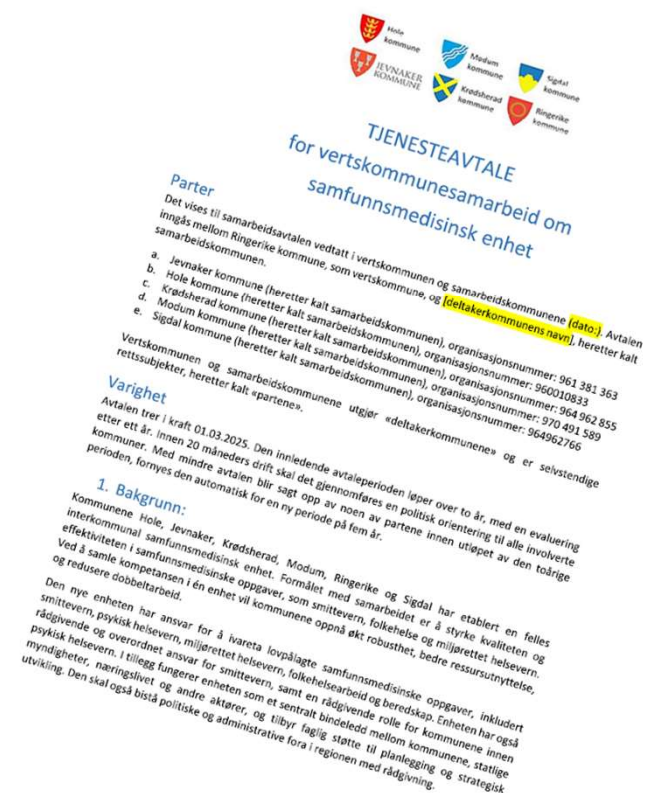 Hole
kommune
JEVNAKER
KOMMUNE
Modum
kommune
Krødsherad
kommune
Sigdal
kommune
Ringerike
kommune
TJENESTEAVTALE
for vertskommunesamarbeid om
samfunnsmedisinsk enhet
Parter
Det vises til samarbeidsavtalen vedtatt i vertskommunen og samarbeidskommunene (dato:). Avtalen
inngås mellom Ringerike kommune, som vertskommune, og [deltakerkommunens navn], heretter kalt
samarbeidskommunen.
a. Jevnaker kommune (heretter kalt samarbeidskommunen), organisasjonsnummer: 961 381 363
b. Hole kommune (heretter kalt samarbeidskommunen), organisasjonsnummer: 960010833
c. Krødsherad kommune (heretter kalt samarbeidskommunen), organisasjonsnummer: 964 962 855
d. Modum kommune (heretter kalt samarbeidskommunen), organisasjonsnummer: 970 491 589
e. Sigdal kommune (heretter kalt samarbeidskommunen), organisasjonsnummer: 964962766
Vertskommunen og samarbeidskommunene utgjør «deltakerkommunene» og er selvstendige
rettssubjekter, heretter kalt «partene».
Varighet
Avtalen trer i kraft 01.03.2025. Den innledende avtaleperioden løper over to år, med en evaluering
etter ett år. Innen 20 måneders drift skal det gjennomføres en politisk orientering til alle involverte
kommuner. Med mindre avtalen blir sagt opp av noen av partene innen utløpet av den toårige
perioden, fornyes den automatisk for en ny periode på fem år.
1. Bakgrunn:
Kommunene Hole, Jevnaker, Krødsherad, Modum, Ringerike og Sigdal har etablert en felles
interkommunal samfunnsmedisinsk enhet. Formålet med samarbeidet er å styrke kvaliteten og
effektiviteten i samfunnsmedisinske oppgaver, som smittevern, folkehelse og miljørettet helsevern.
Ved å samle kompetansen i én enhet vil kommunene oppnå økt robusthet, bedre ressursutnyttelse,
og redusere dobbeltarbeid.
Den nye enheten har ansvar for å ivareta lovpålagte samfunnsmedisinske oppgaver, inkludert
smittevern, psykisk helsevern, miljørettet helsevern, folkehelsearbeid og beredskap. Enheten har også
rådgivende og overordnet ansvar for smittevern, samt en rådgivende rolle for kommunene innen
psykisk helsevern. I tillegg fungerer enheten som et sentralt bindeledd mellom kommunene, statlige
myndigheter, næringslivet og andre aktører, og tilbyr faglig støtte til planlegging og strategisk
utvikling. Den skal også bistå politiske og administrative fora i regionen med rådgivning.